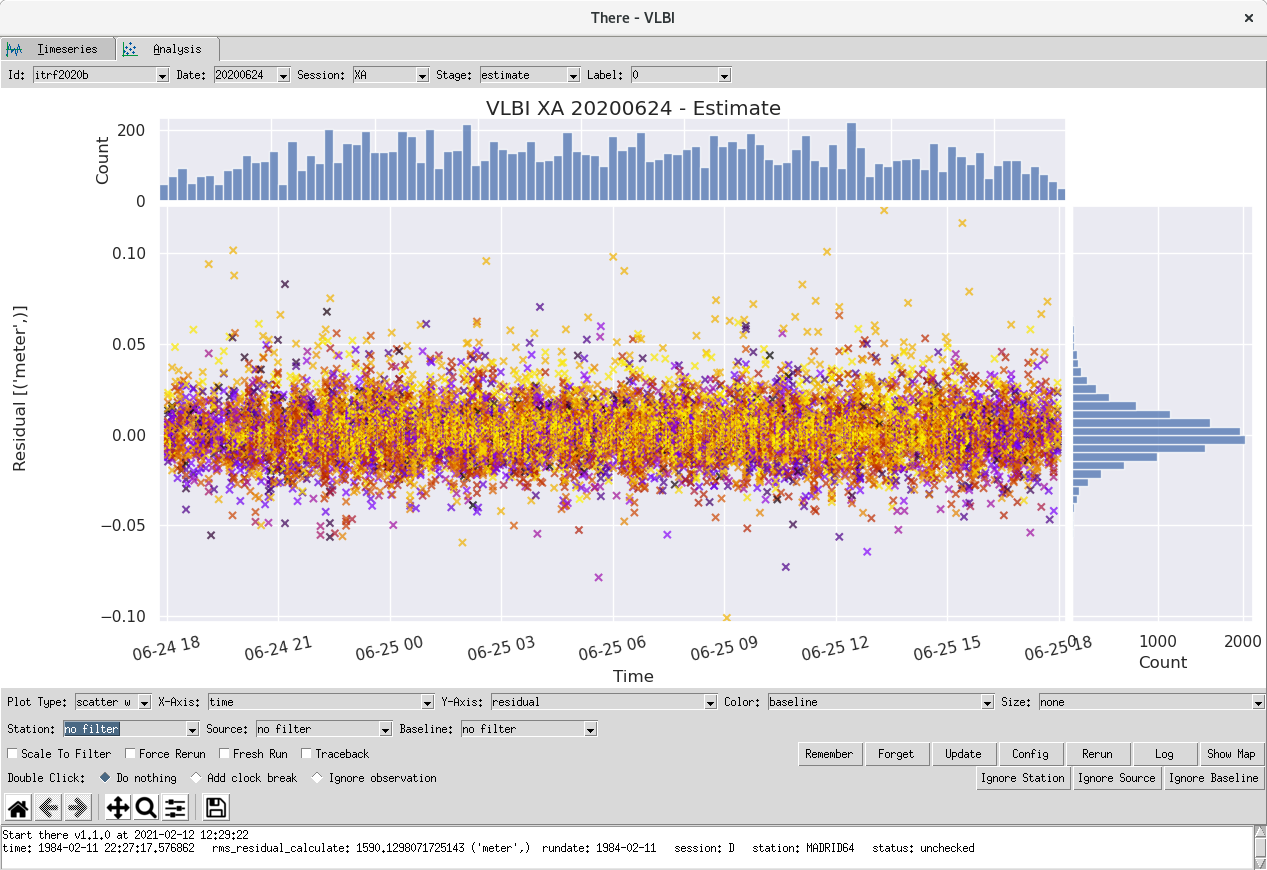 There - VLBI ×
Timeseries Analysis
Id: itrf2020b Date: 20200624 Session: XA Stage: estimate Label: 0
VLBI XA 20200624 - Estimate
200
Count
0
0.10
0.05
0.00
−0.05
−0.10
Residual [('meter',)]
06-24 18 06-24 21 06-25 00 06-25 03 06-25 06 06-25 09 06-25 12 06-25 15 06-25 18
Time
0 1000 2000
Count
Plot Type: scatter w X-Axis: time Y-Axis: residual Color: baseline Size: none
Station: no filter Source: no filter Baseline: no filter
Scale To Filter Force Rerun Fresh Run Traceback Remember Forget Update Config Rerun Log Show Map
Double Click: Do nothing Add clock break Ignore observation Ignore Station Ignore Source Ignore Baseline
Start there v1.1.0 at 2021-02-12 12:29:22
time: 1984-02-11 22:27:17.576862 rms_residual_calculate: 1590.1298071725143 ('meter',) rundate: 1984-02-11 session: D station: MADRID64 status: unchecked